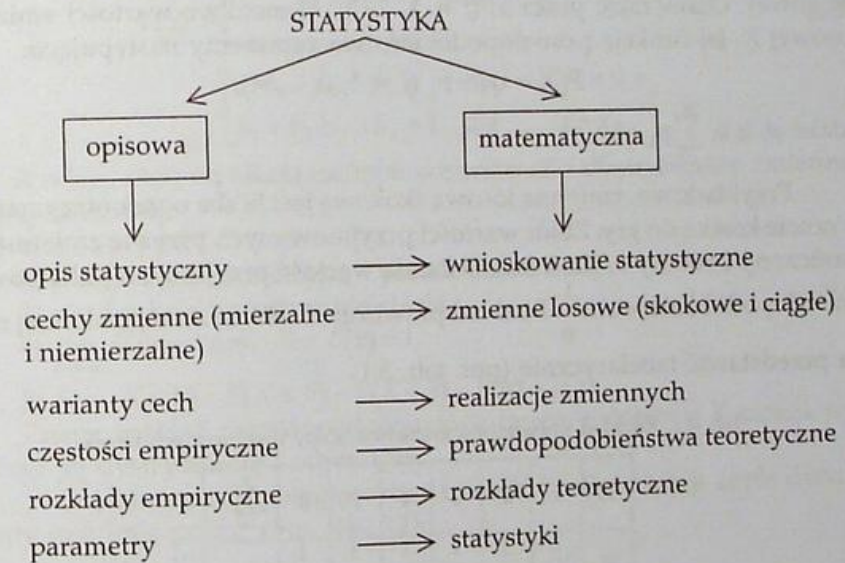 STATYSTYKA
opisowa
matematyczna
opis statystyczny → wnioskowanie statystyczne
cechy zmienne (mierzalne → zmienne losowe (skokowe i ciągłe)
i niemierzalne)
warianty cech → realizacje zmiennych
częstości empiryczne → prawdopodobieństwa teoretyczne
rozkłady empiryczne → rozkłady teoretyczne
parametry → statystyki